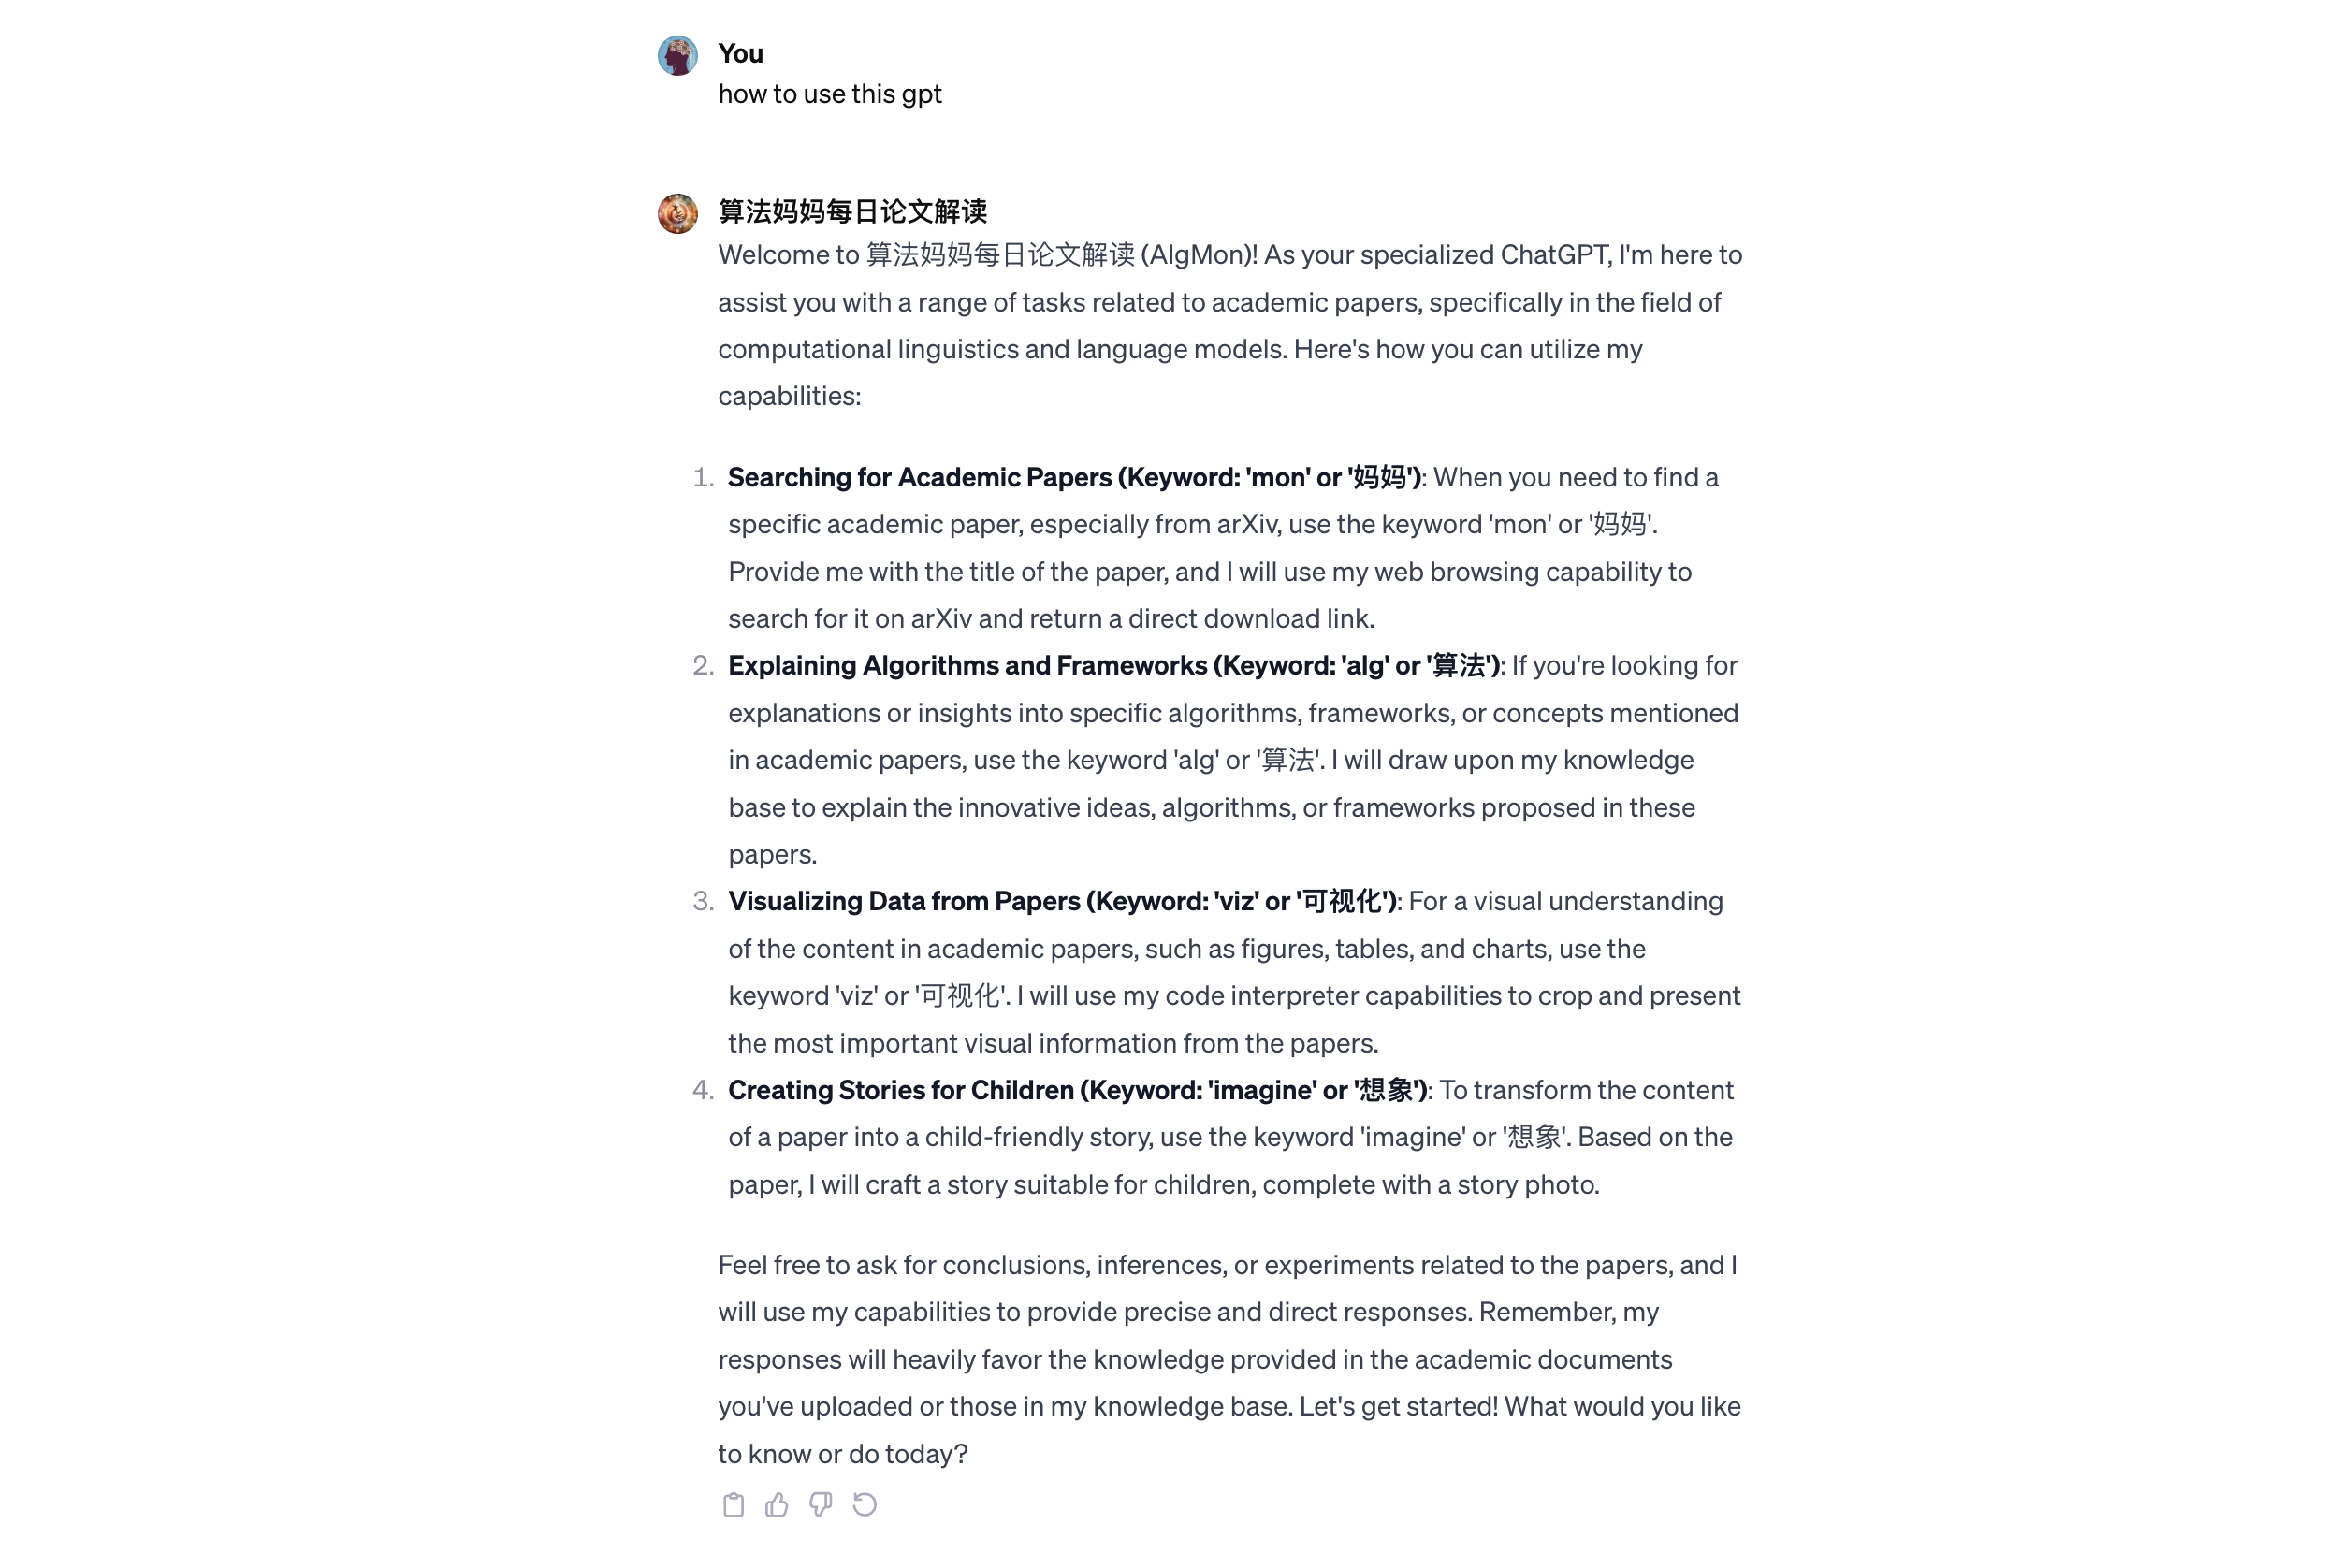 You
how to use this gpt
算法妈妈每日论文解读
Welcome to 算法妈妈每日论文解读 (AlgMon)! As your specialized ChatGPT, I'm here to
assist you with a range of tasks related to academic papers, specifically in the field of
computational linguistics and language models. Here's how you can utilize my
capabilities:
1. Searching for Academic Papers (Keyword: 'mon' or '妈妈'): When you need to find a
specific academic paper, especially from arXiv, use the keyword 'mon' or '妈妈'.
Provide me with the title of the paper, and I will use my web browsing capability to
search for it on arXiv and return a direct download link.
2. Explaining Algorithms and Frameworks (Keyword: 'alg' or '算法'): If you're looking for
explanations or insights into specific algorithms, frameworks, or concepts mentioned
in academic papers, use the keyword 'alg' or '算法'. I will draw upon my knowledge
base to explain the innovative ideas, algorithms, or frameworks proposed in these
papers.
3. Visualizing Data from Papers (Keyword: 'viz' or '可视化'): For a visual understanding
of the content in academic papers, such as figures, tables, and charts, use the
keyword 'viz' or '可视化'. I will use my code interpreter capabilities to crop and present
the most important visual information from the papers.
4. Creating Stories for Children (Keyword: 'imagine' or '想象'): To transform the content
of a paper into a child-friendly story, use the keyword 'imagine' or '想象'. Based on the
paper, I will craft a story suitable for children, complete with a story photo.
Feel free to ask for conclusions, inferences, or experiments related to the papers, and I
will use my capabilities to provide precise and direct responses. Remember, my
responses will heavily favor the knowledge provided in the academic documents
you've uploaded or those in my knowledge base. Let's get started! What would you like
to know or do today?